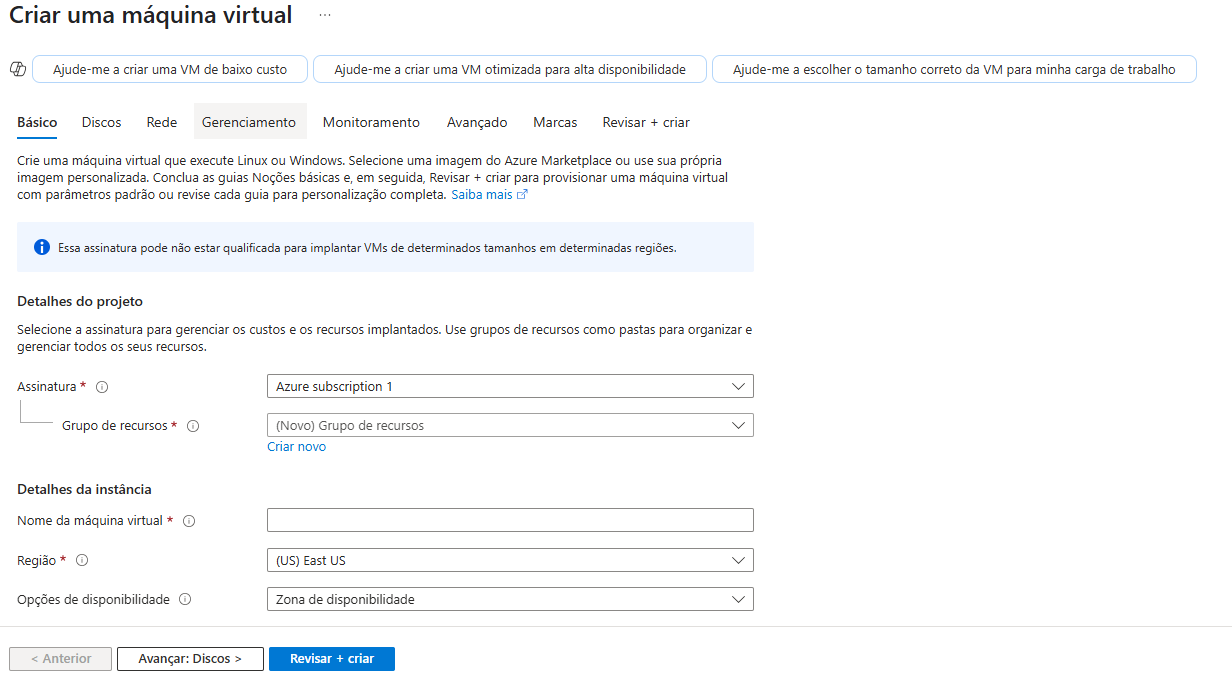 Criar uma máquina virtual ...
Ajude-me a criar uma VM de baixo custo
Ajude-me a criar uma VM otimizada para alta disponibilidade
Ajude-me a escolher o tamanho correto da VM para minha carga de trabalho
Básico Discos Rede Gerenciamento Monitoramento Avançado Marcas Revisar + criar
Crie uma máquina virtual que execute Linux ou Windows. Selecione uma imagem do Azure Marketplace ou use sua própria
imagem personalizada. Conclua as guias Noções básicas e, em seguida, Revisar + criar para provisionar uma máquina virtual
com parâmetros padrão ou revise cada guia para personalização completa. Saiba mais
Essa assinatura pode não estar qualificada para implantar VMs de determinados tamanhos em determinadas regiões.
Detalhes do projeto
Selecione a assinatura para gerenciar os custos e os recursos implantados. Use grupos de recursos como pastas para organizar e
gerenciar todos os seus recursos.
Assinatura * Azure subscription 1
Grupo de recursos * (Novo) Grupo de recursos
Criar novo
Detalhes da instância
Nome da máquina virtual *
Região * (US) East US
Opções de disponibilidade Zona de disponibilidade
< Anterior Avançar: Discos > Revisar + criar